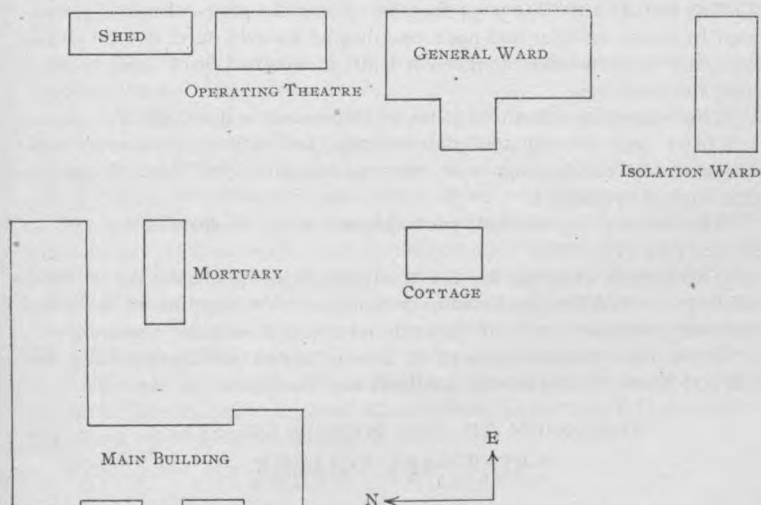 SHED
GENERAL WARD
OPERATING THEATRE
ISOLATION WARD
MORTUARY
COTTAGE
E
MAIN BUILDING
N